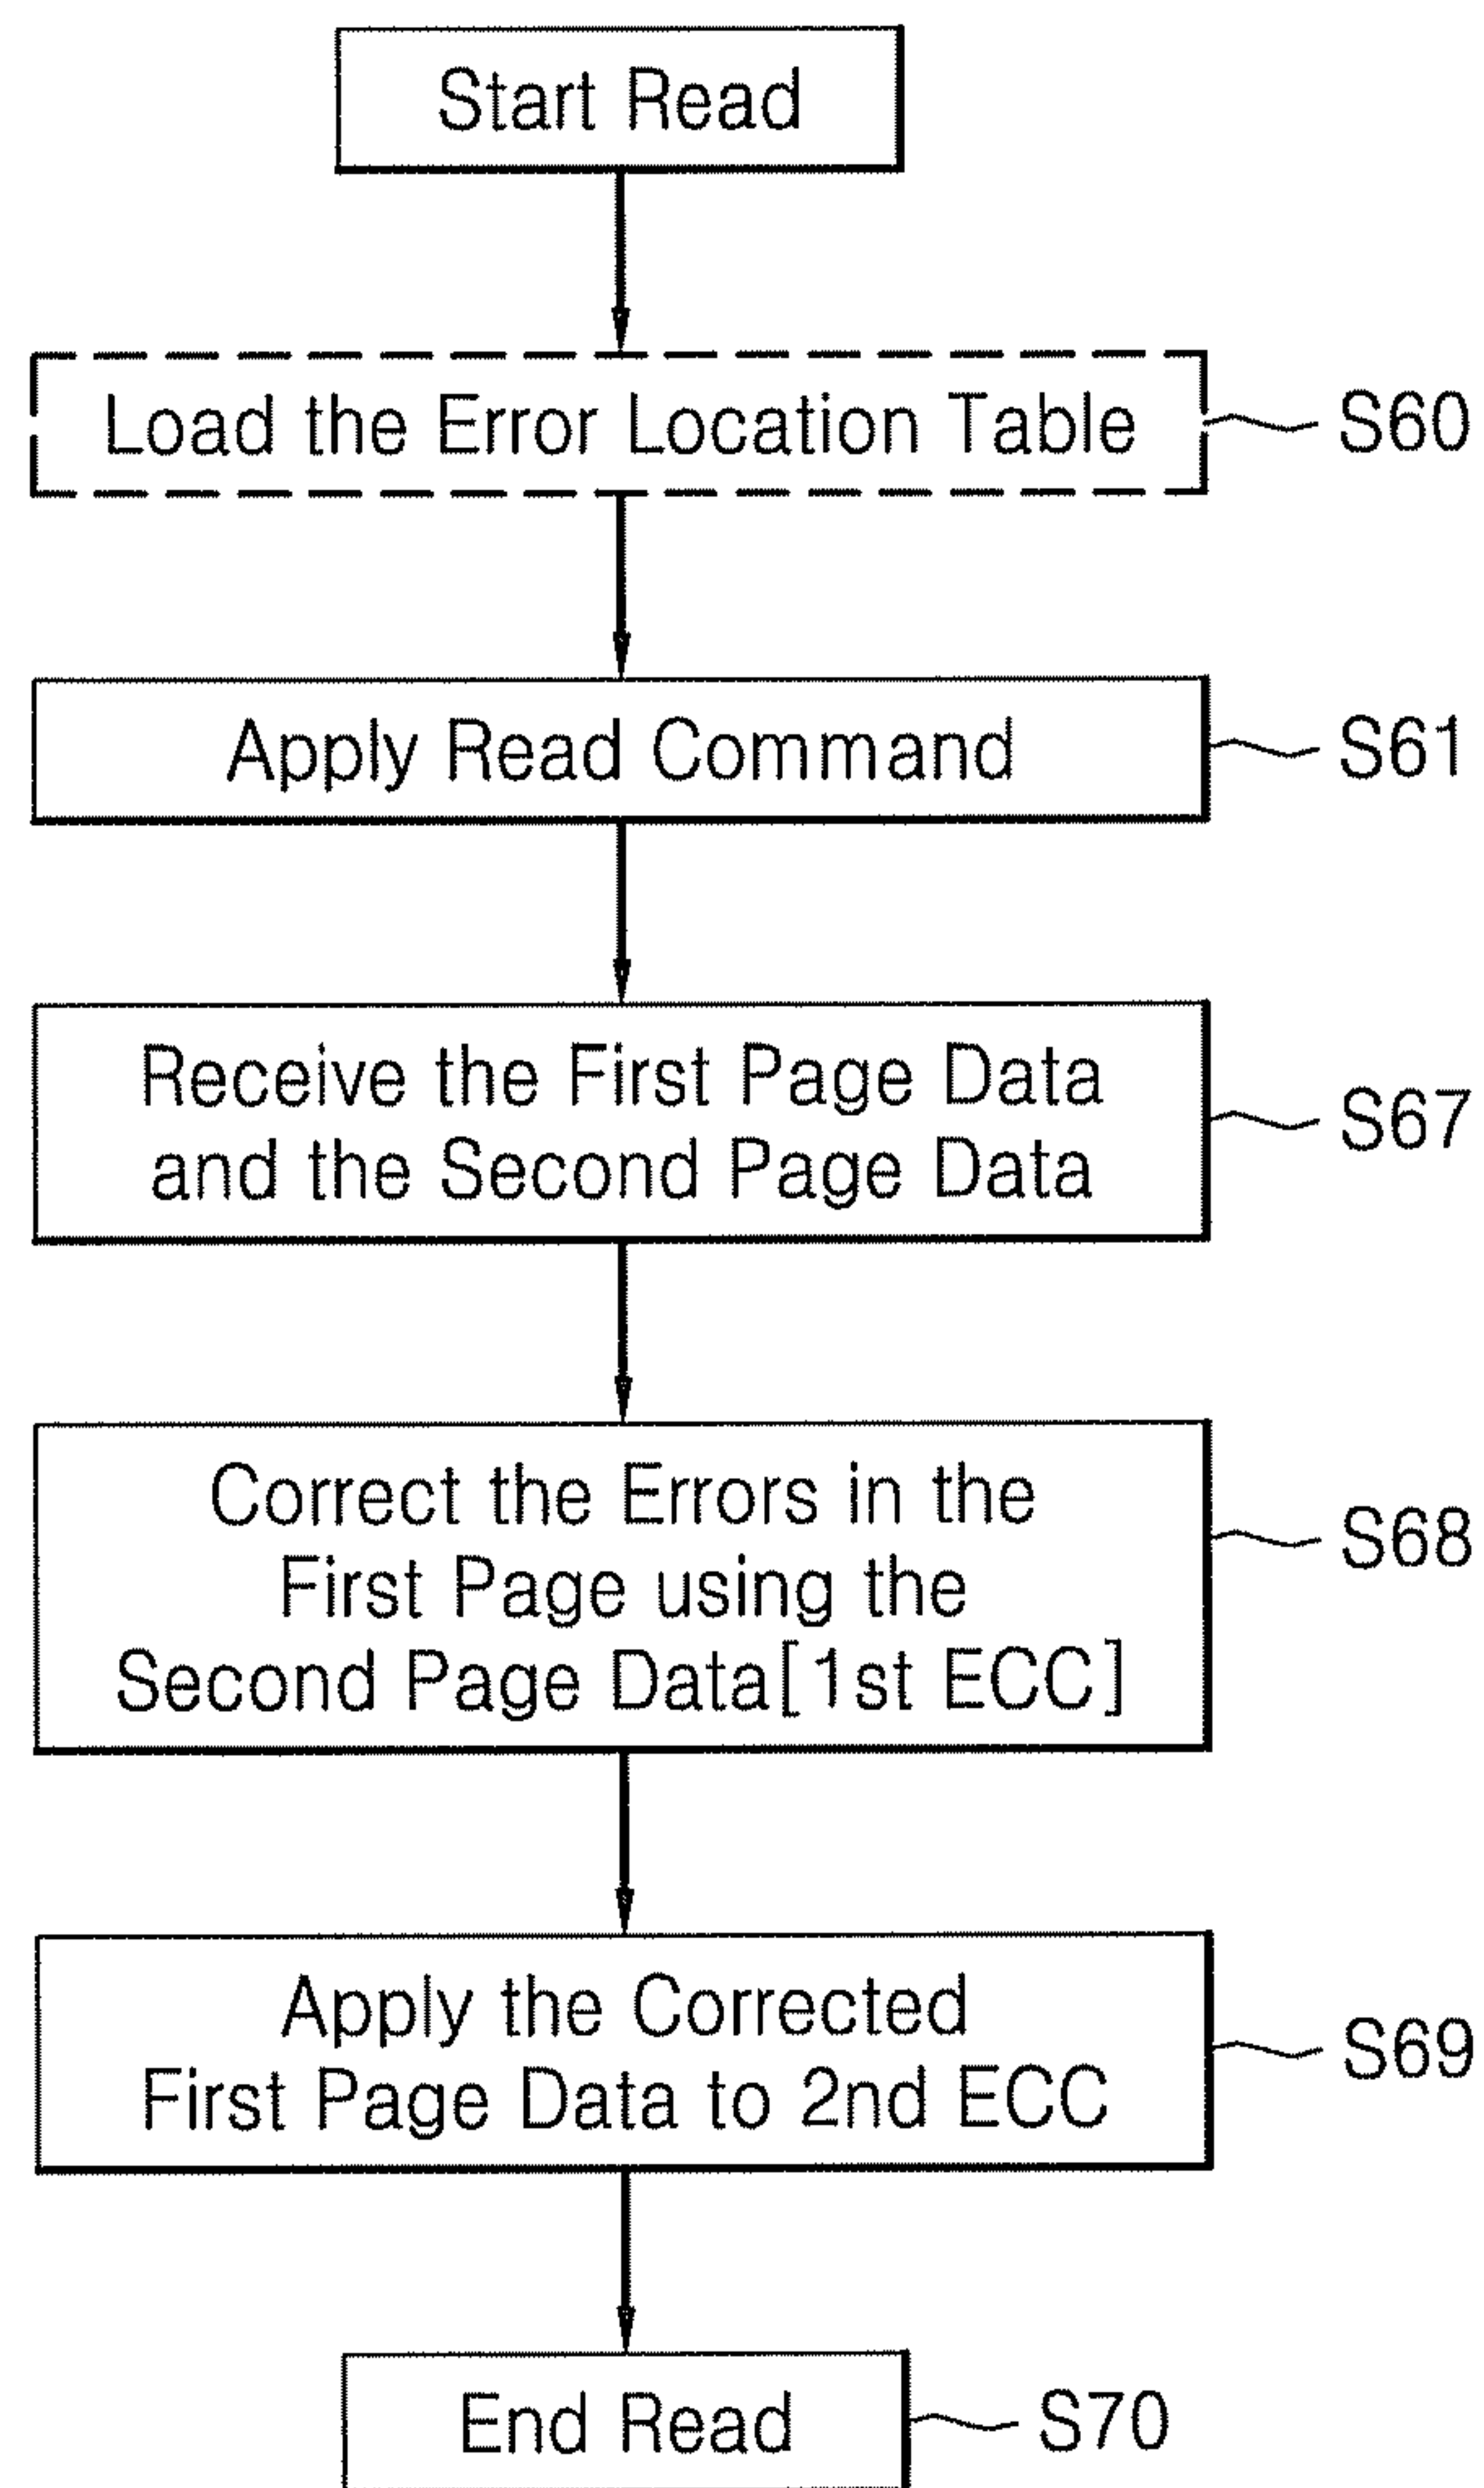 Start Read
Load the Error Location Table
S60
Apply Read Command
S61
Receive the First Page Data
and the Second Page Data
S67
Correct the Errors in the
First Page using the
Second Page Data[1st ECC]
S68
Apply the Corrected
First Page Data to 2nd ECC
S69
End Read
S70